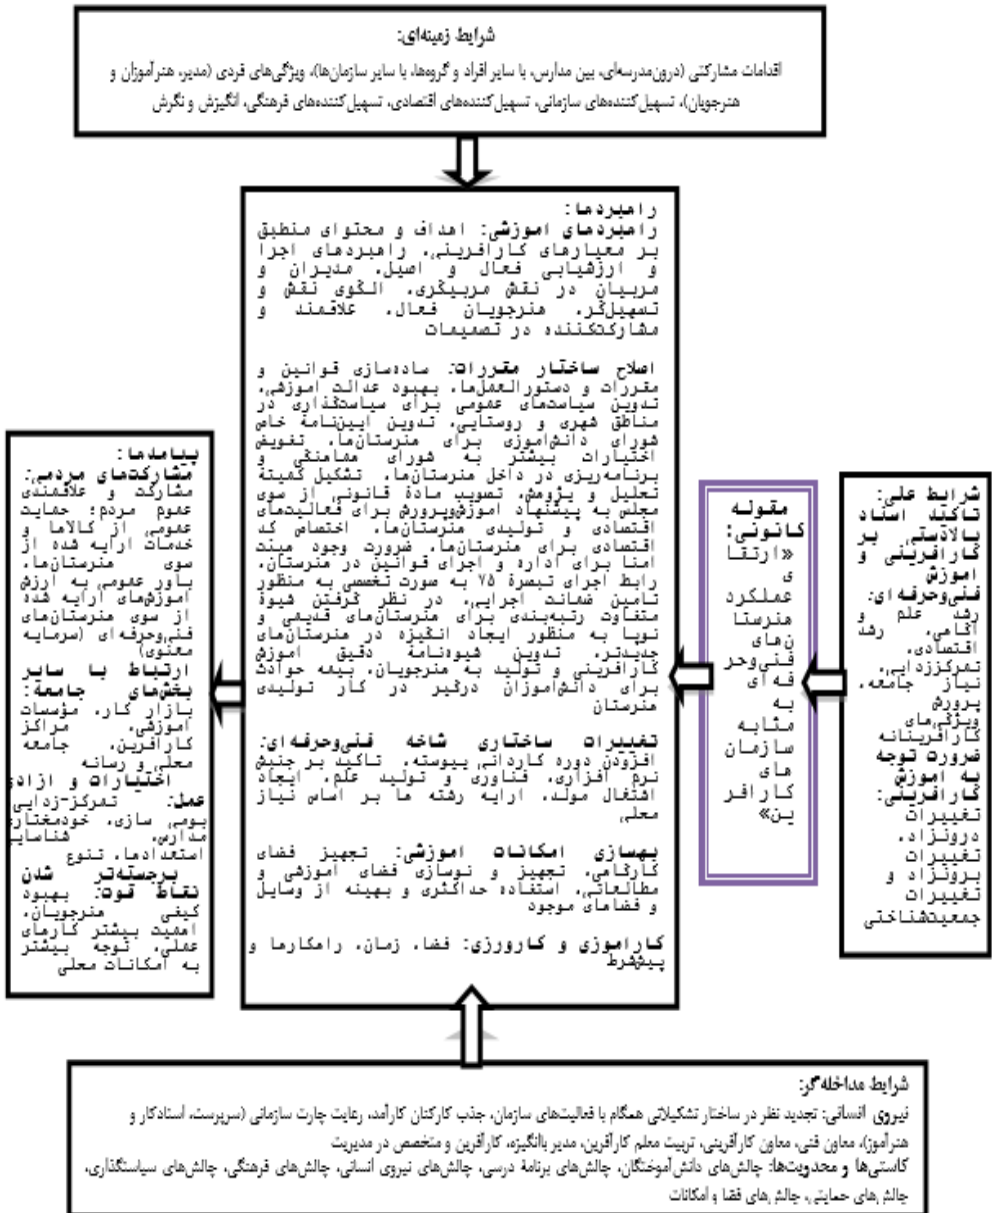 شرایط زمینه‌ای:
اقدامات مشارکتی (درون‌مدرسه‌ای، بین مدارس، با سایر افراد و گروه‌ها، با سایر سازمان‌ها)، ویژگی‌های فردی (مدیر، هنرآموزان و
هنرجویان)، تسهیل‌کننده‌های سازمانی، تسهیل‌کننده‌های اقتصادی، تسهیل‌کننده‌های فرهنگی، انگیزش و نگرش
شرایط علی:
تاکید اسناد
بالادستی بر
کارآفرینی و
آموزش
فنی‌وحرفه‌ای:
رشد علم و
آگاهی، رشد
اقتصادی،
تمرکززدایی،
نیاز جامعه،
پرورش
ویژگی‌های
کارآفرینانه
ضرورت توجه
به آموزش
کارآفرینی:
تغییرات
درون‌زاد،
تغییرات
برون‌زاد و
تغییرات
جمعیت‌شناختی
مقوله
کانونی:
«ارتقا
ی
عملکرد
هنرستا
ن‌های
فنی‌وحر
فه‌ای
به
مثابه
سازمان
های
کارآفر
ین»
راهبردها:
راهبردهای آموزشی: اهداف و محتوای منطبق
بر معیارهای کارآفرینی، راهبردهای اجرا
و ارزشیابی فعال و اصیل، مدیران و
مربیان در نقش مربیگری، الگوی نقش و
تسهیل‌گر، هنرجویان فعال، علاقمند و
مشارکت‌کننده در تصمیمات
اصلاح ساختار مقررات: ساده‌سازی قوانین و
مقررات و دستورالعمل‌ها، بهبود عدالت آموزشی،
تدوین سیاست‌های عمومی برای سیاست‌گذاری در
مناطق شهری و روستایی، تدوین آیین‌نامهٔ خاص
شورای دانش‌آموزی برای هنرستان‌ها، تفویض
اختیارات بیشتر به شورای هماهنگی و
برنامه‌ریزی در داخل هنرستان‌ها، تشکیل کمیتهٔ
تحلیل و پژوهش، تصویب مادهٔ قانونی از سوی
مجلس به پیشنهاد آموزش‌وپرورش برای فعالیت‌های
اقتصادی و تولیدی هنرستان‌ها، اختصاص کد
اقتصادی برای هنرستان‌ها، ضرورت وجود هیئت
امنا برای اداره و اجرای قوانین در هنرستان،
رابط اجرای تبصرهٔ ۷۵ به صورت تخصصی به منظور
تامین ضمانت اجرایی، در نظر گرفتن شیوهٔ
متفاوت رتبه‌بندی برای هنرستان‌های قدیمی و
نوپا به منظور ایجاد انگیزه در هنرستان‌های
جدیدتر، تدوین شیوه‌نامه دقیق آموزش
کارآفرینی و تولید به هنرجویان، بیمه حوادث
برای دانش‌آموزان درگیر در کار تولیدی
هنرستان
تغییرات ساختاری شاخه فنی‌وحرفه‌ای:
افزودن دوره کاردانی پیوسته، تاکید بر جنبش
نرم افزاری، فناوری و تولید علم، ایجاد
اشتغال مولد، ارایه رشته ها بر اساس نیاز
محلی
بهسازی امکانات آموزشی: تجهیز فضای
کارگاهی، تجهیز و نوسازی فضای آموزشی و
مطالعاتی، استفاده حداکثری و بهینه از وسایل
و فضاهای موجود
کارآموزی و کارورزی: فضا، زمان، راهکارها و
پیش‌شرط
پیامدها:
مشارکت‌های مردمی:
مشارکت و علاقمندی
عموم مردم؛ حمایت
عمومی از کالاها و
خدمات ارایه شده از
سوی هنرستان‌ها،
باور عمومی به ارزش
آموزش‌های ارایه شده
از سوی هنرستان‌های
فنی‌وحرفه‌ای (سرمایه
معنوی)
ارتباط با سایر
بخش‌های جامعه:
بازار کار، مؤسسات
آموزشی، مراکز
کارآفرین، جامعه
محلی و رسانه
اختیارات و آزادی
عمل: تمرکز-زدایی،
بومی سازی، خودمختاری
مدارس، شناسایی
استعدادها، تنوع
برجسته‌تر شدن
نقاط قوت: بهبود
کیفی هنرجویان،
اهمیت بیشتر کارهای
عملی، توجه بیشتر
به امکانات محلی
شرایط مداخله‌گر:
نیروی انسانی: تجدید نظر در ساختار تشکیلاتی همگام با فعالیت‌های سازمان، جذب کارکنان کارآمد، رعایت چارت سازمانی (سرپرست، استادکار و
هنرآموز)، معاون فنی، معاون کارآفرینی، تربیت معلم کارآفرین، مدیر باانگیزه، کارآفرین و متخصص در مدیریت
کاستی‌ها و محدویت‌ها: چالش‌های دانش‌آموختگان، چالش‌های برنامهٔ درسی، چالش‌های نیروی انسانی، چالش‌های فرهنگی، چالش‌های سیاستگذاری،
چالش‌های حمایتی، چالش‌های فضا و امکانات